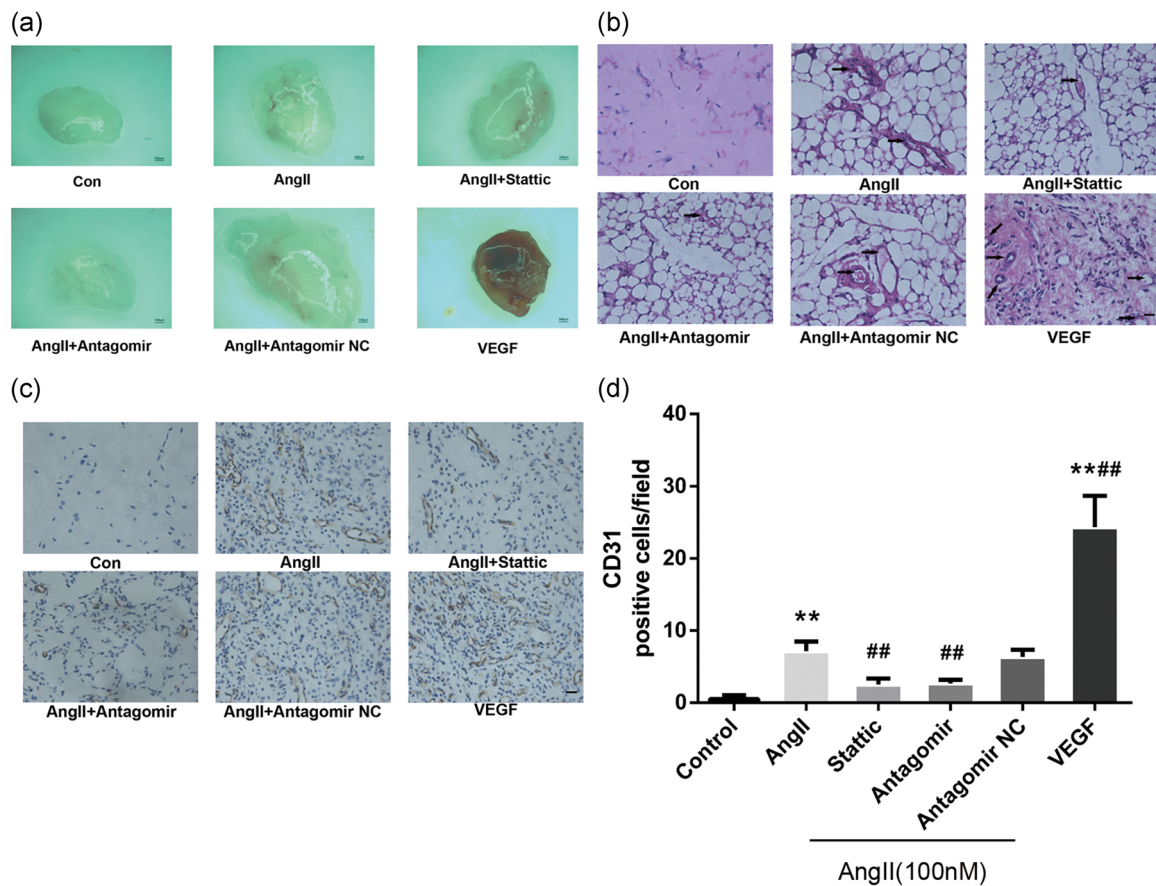 (a)
Con
AngII
AngII+Stattic
AngII+Antagomir
AngII+Antagomir NC
VEGF
(b)
Con
AngII
AngII+Stattic
AngII+Antagomir
AngII+Antagomir NC
VEGF
(c)
Con
AngII
AngII+Stattic
AngII+Antagomir
AngII+Antagomir NC
VEGF
(d)
CD31
positive cells/field
40
30
20
10
0
**
##
##
**##
Control
AngII
Stattic
Antagomir
Antagomir NC
VEGF
AngII(100nM)